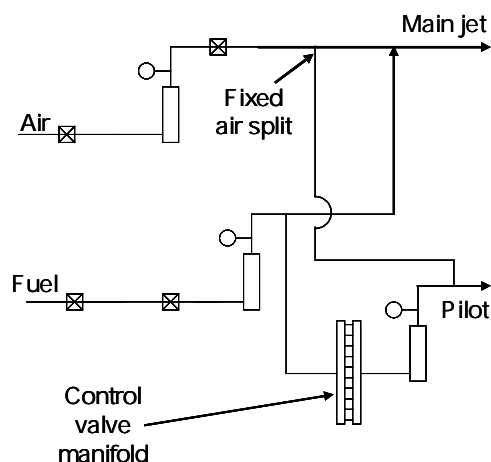 Main jet
Fixed
air split
Air
Fuel
Pilot
Control
valve
manifold